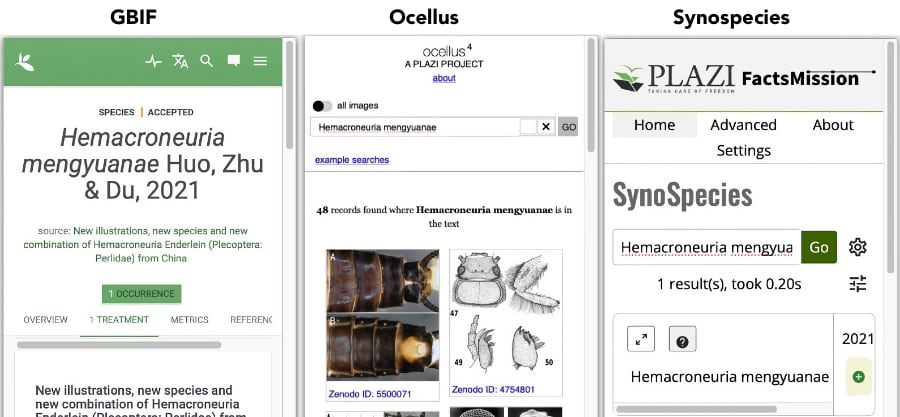 GBIF
SPECIES | ACCEPTED
Hemacroneuria
mengyuanae Huo, Zhu
& Du, 2021
source: New illustrations, new species and new
combination of Hemacroneuria Enderlein (Plecoptera:
Perlidae) from China
1 OCCURRENCE
OVERVIEW 1 TREATMENT METRICS REFERENC
New illustrations, new species and
new combination of Hemacroneuria
Enderlein (Plecoptera: Perlidae) from
Ocellus
ocellus4
A PLAZI PROJECT
about
all images
Hemacroneuria mengyuanae
GO
example searches
48 records found where Hemacroneuria mengyuanae is in
the text
A
B
47
49 50
Zenodo ID: 5500071 Zenodo ID: 4754801
Synospecies
PLAZI FactsMission
TAKING CARE OF FREEDOM
Home Advanced About
Settings
SynoSpecies
Hemacroneuria mengyua Go
1 result(s), took 0.20s
2021
Hemacroneuria mengyuanae